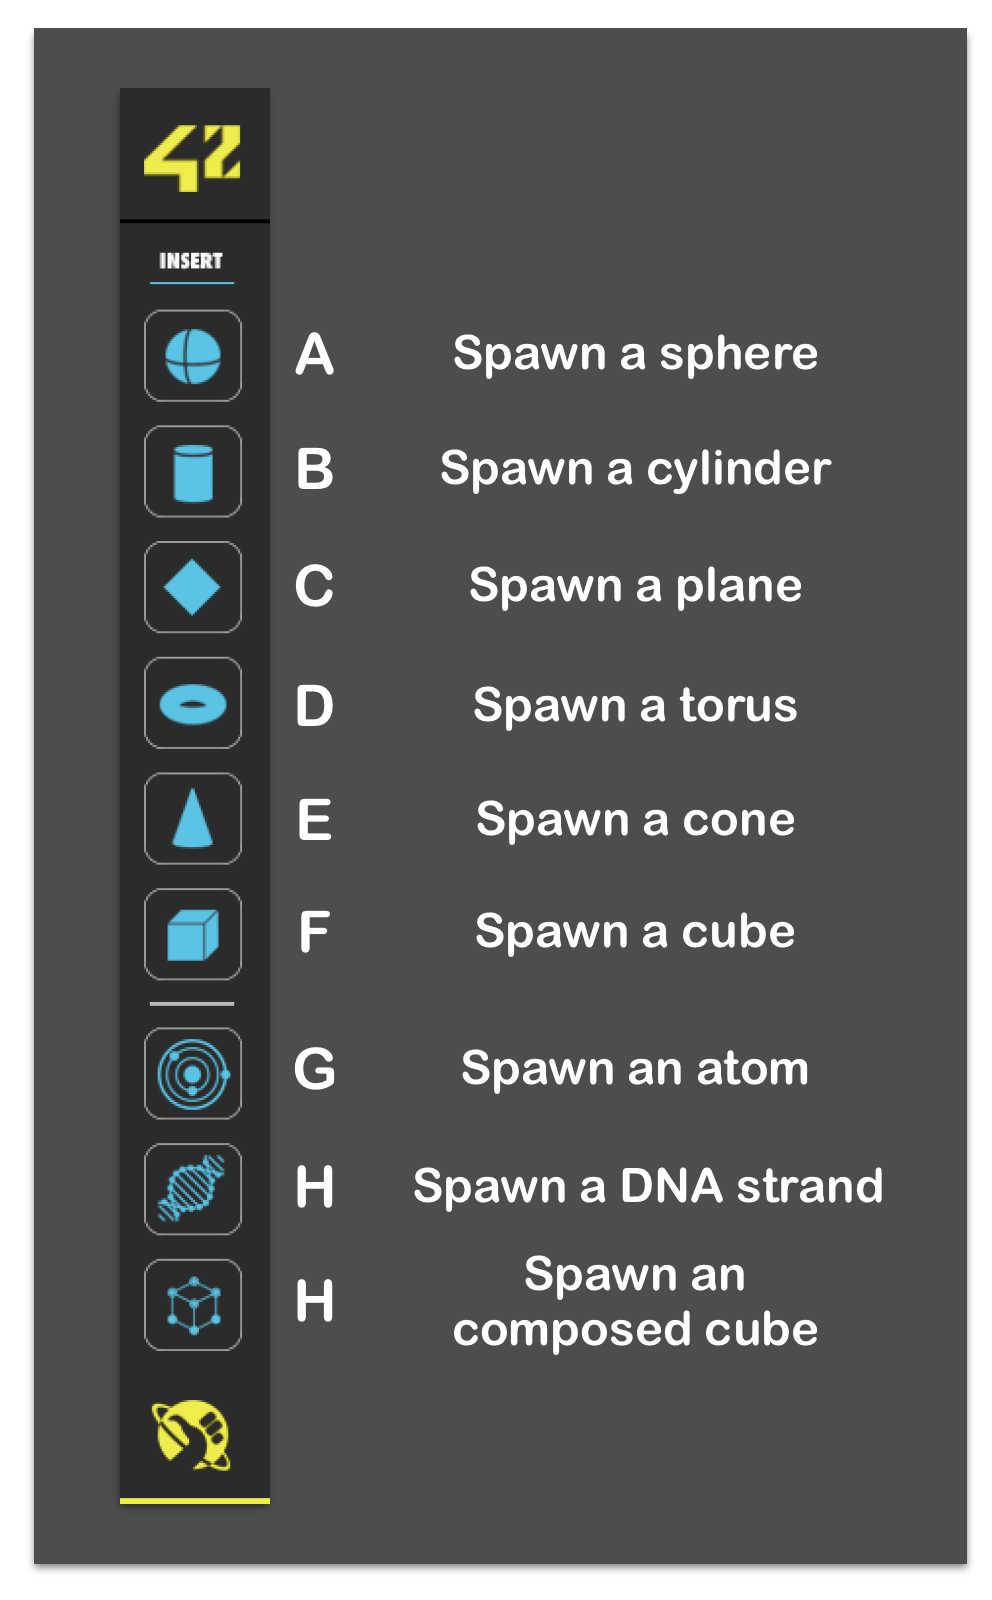 42
INSERT
A Spawn a sphere
B Spawn a cylinder
C Spawn a plane
D Spawn a torus
E Spawn a cone
F Spawn a cube
G Spawn an atom
H Spawn a DNA strand
H Spawn an
composed cube